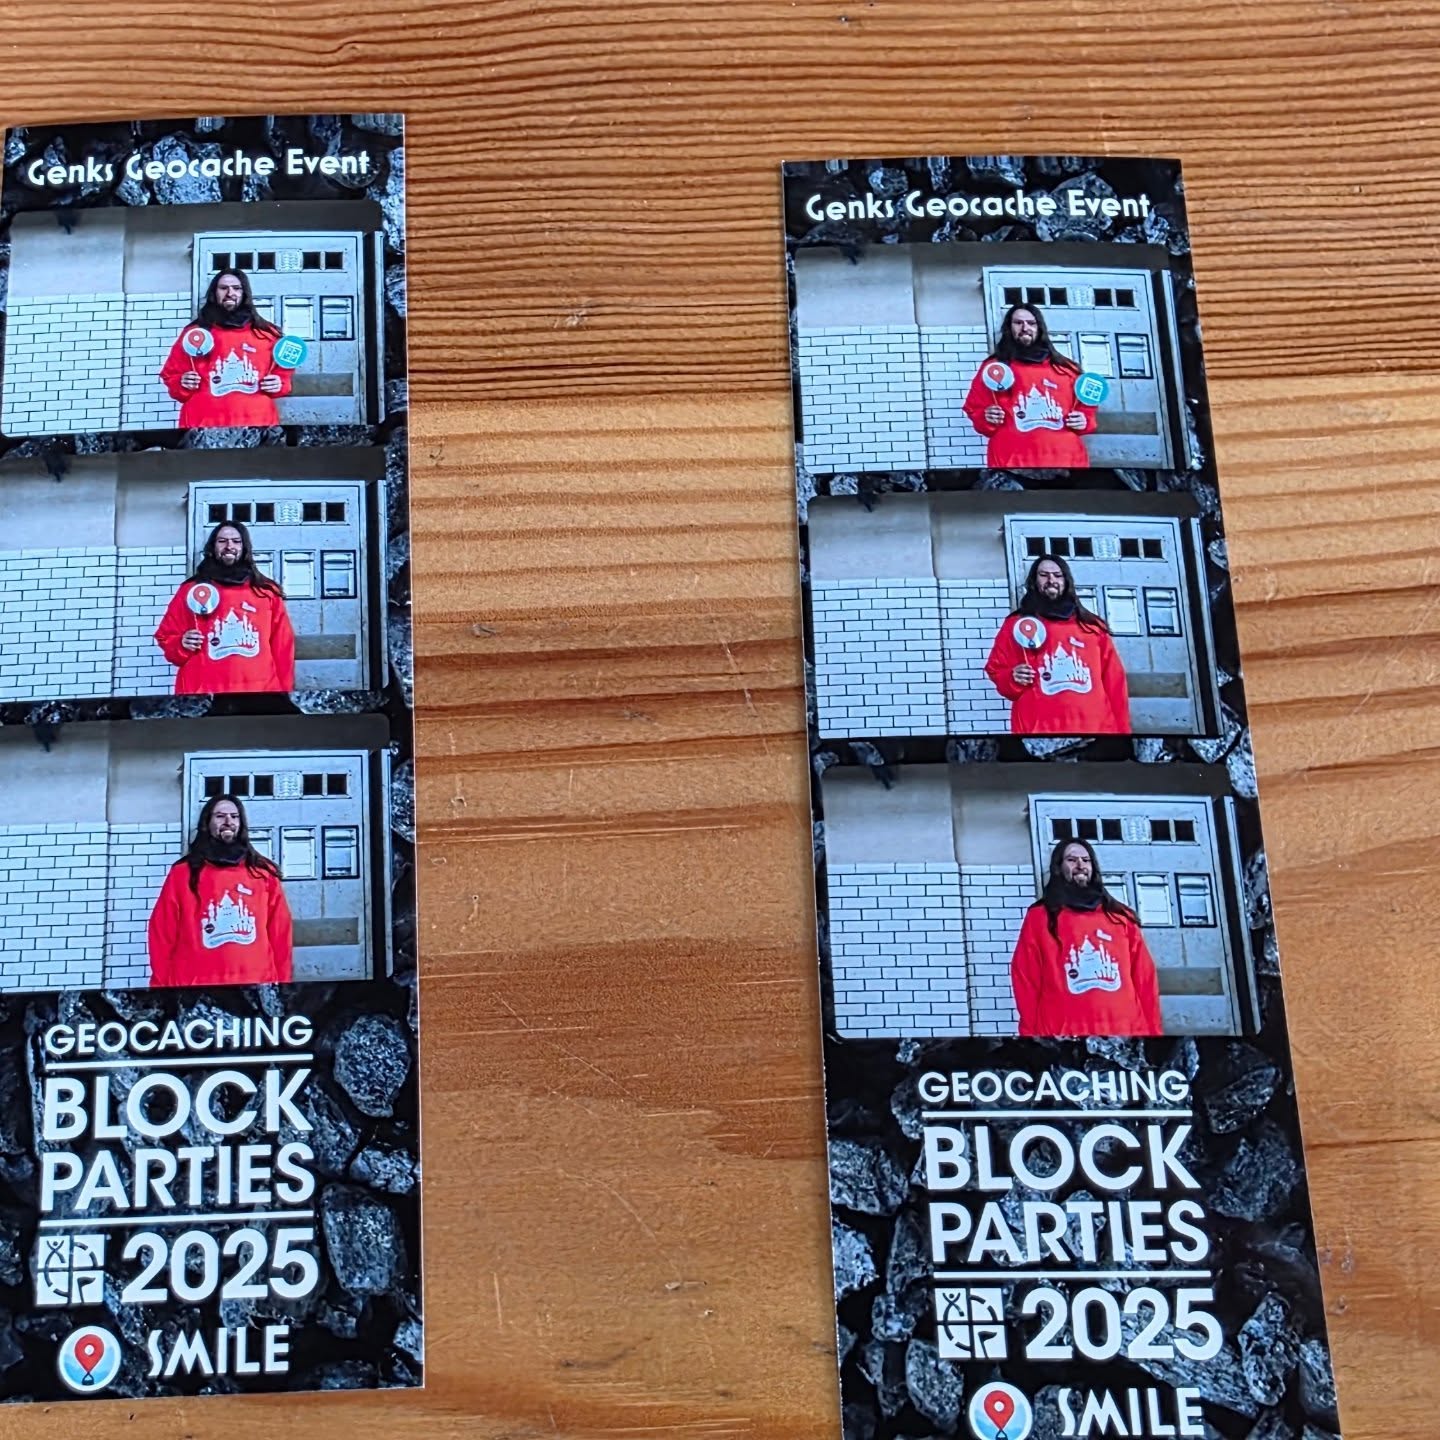 Genks Geocache Event
GEOCACHING
BLOCK
PARTIES
2025
SMILE
Genks Geocache Event
GEOCACHING
BLOCK
PARTIES
2025
SMILE